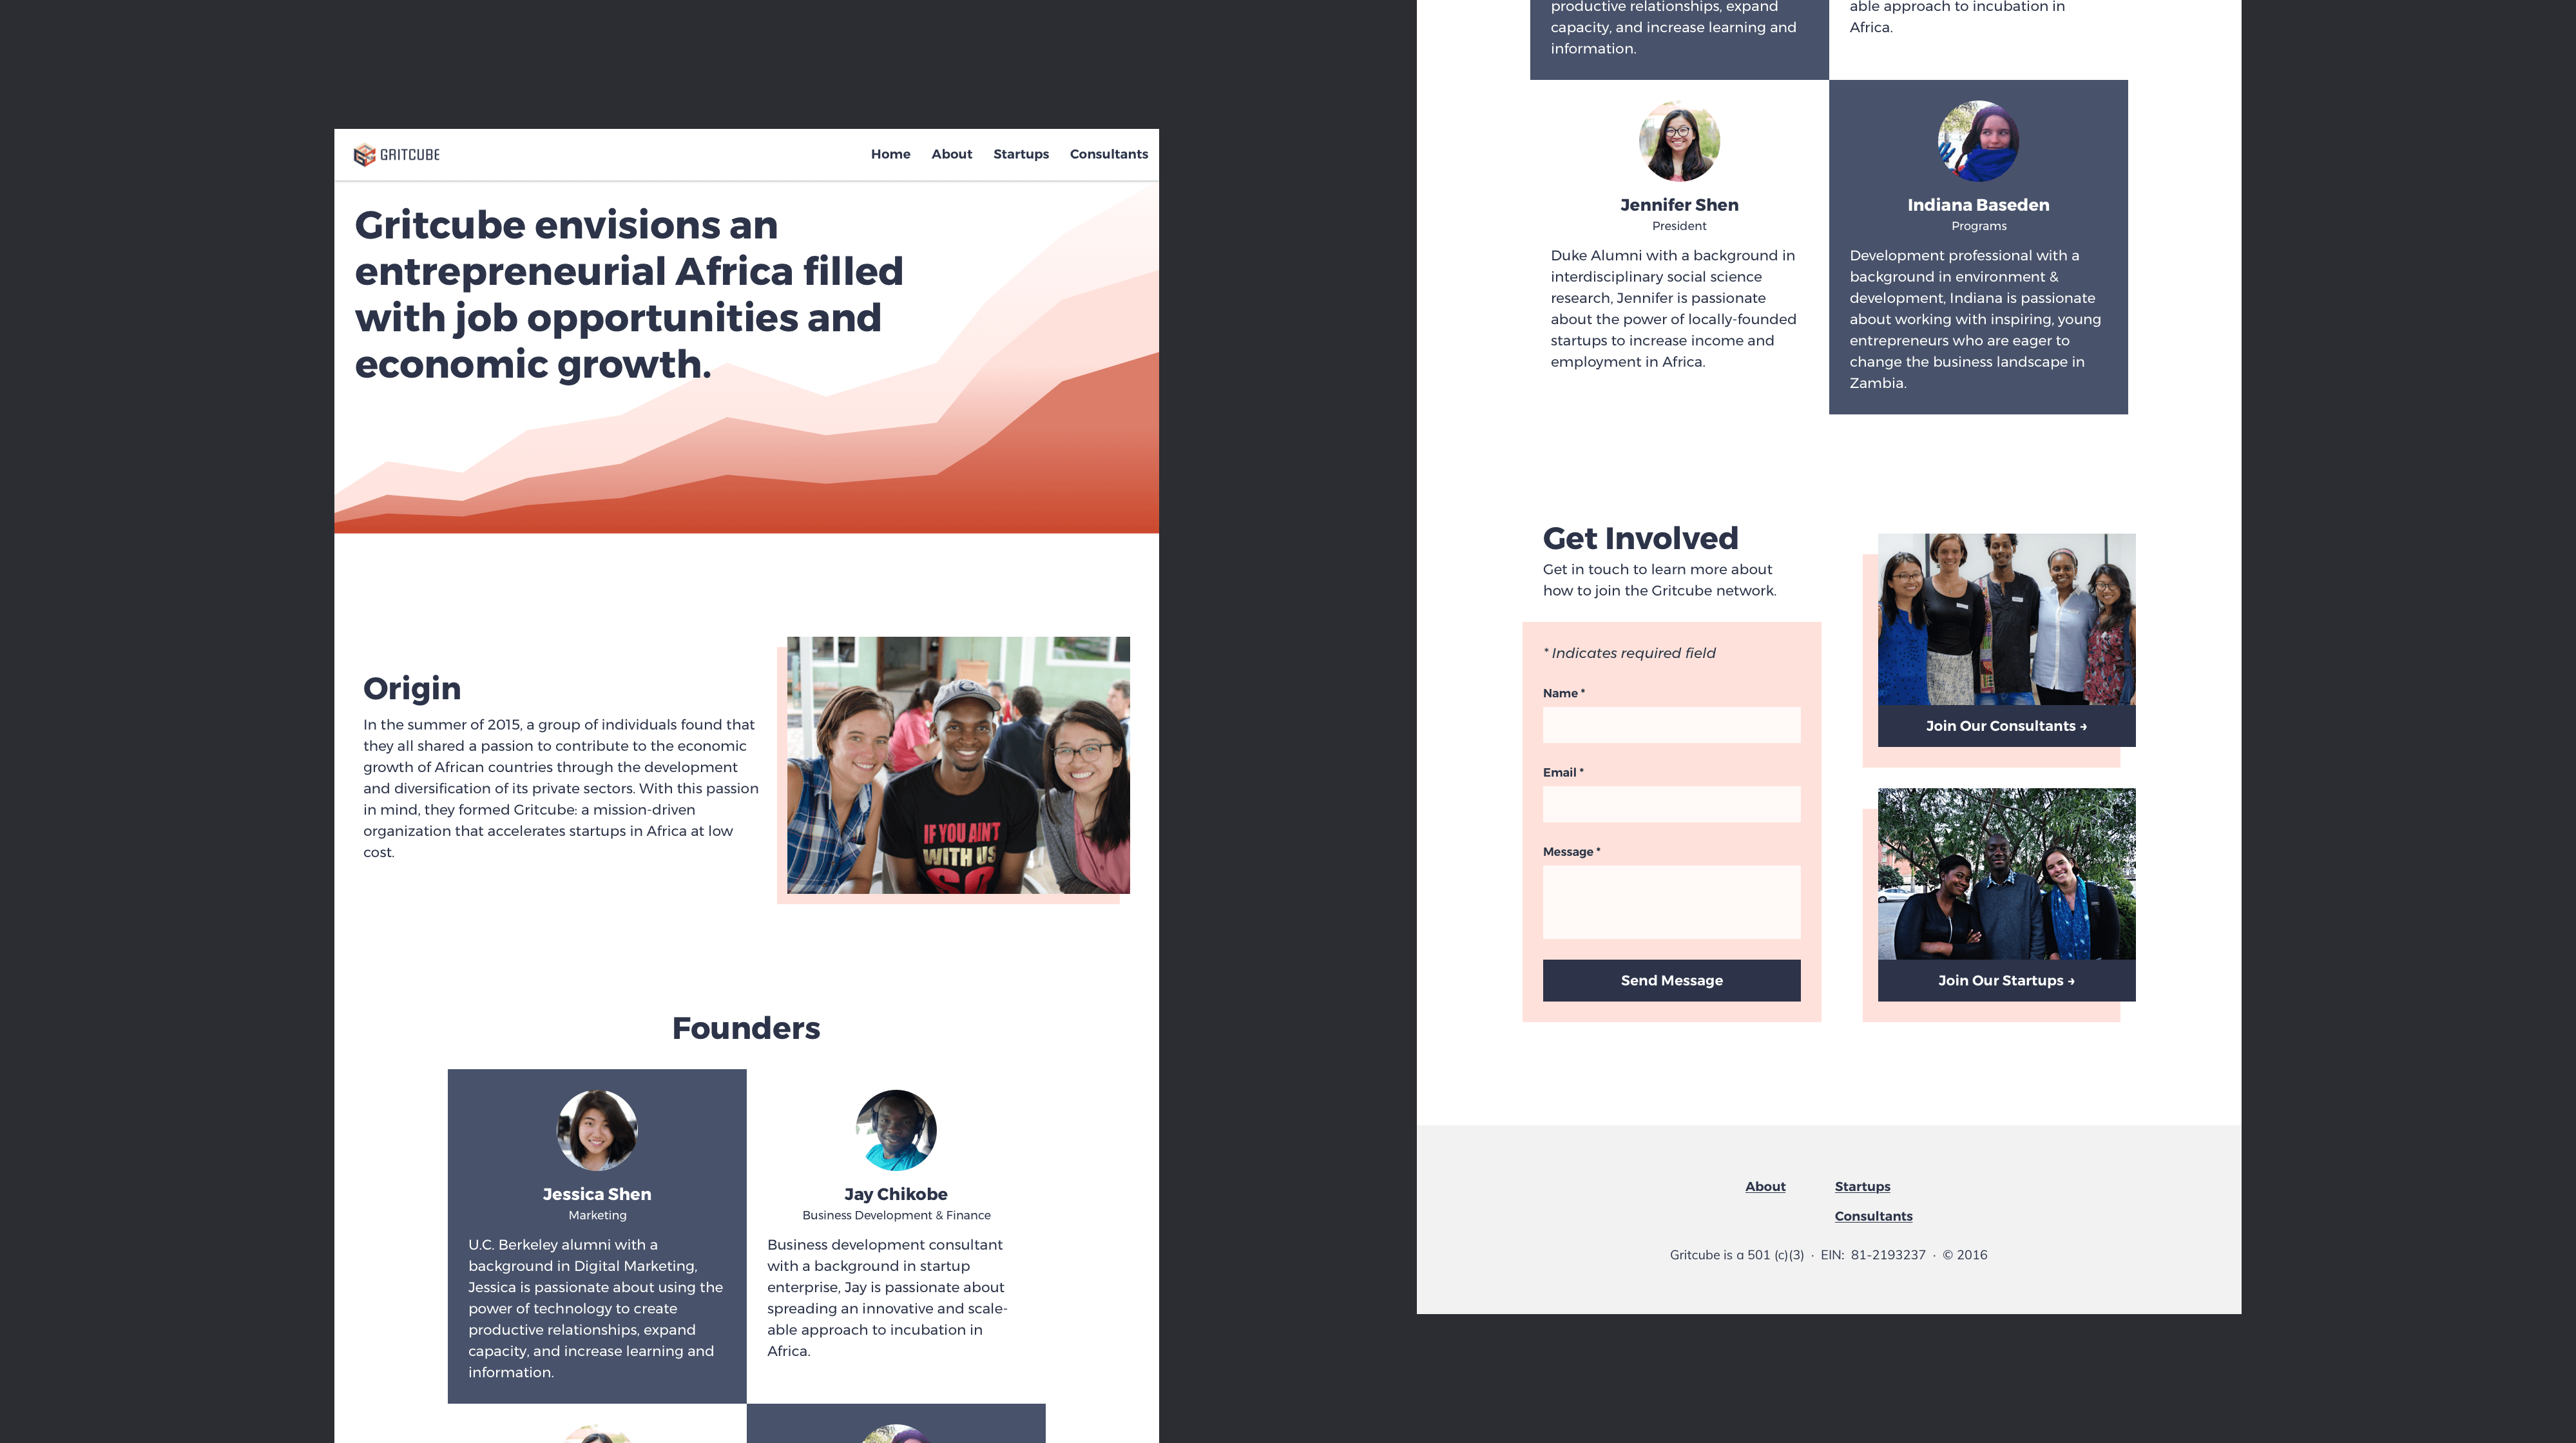 GRITCUBE
Home About Startups Consultants
Gritcube envisions an
entrepreneurial Africa filled
with job opportunities and
economic growth.
Origin
In the summer of 2015, a group of individuals found that
they all shared a passion to contribute to the economic
growth of African countries through the development
and diversification of its private sectors. With this passion
in mind, they formed Gritcube: a mission-driven
organization that accelerates startups in Africa at low
cost.
IF YOU AIN'T
WITH US
Founders
Jessica Shen
Marketing
U.C. Berkeley alumni with a
background in Digital Marketing,
Jessica is passionate about using the
power of technology to create
productive relationships, expand
capacity, and increase learning and
information.
Jay Chikobe
Business Development & Finance
Business development consultant
with a background in startup
enterprise, Jay is passionate about
spreading an innovative and scale-
able approach to incubation in
Africa.
productive relationships, expand
capacity, and increase learning and
information.
able approach to incubation in
Africa.
Jennifer Shen
President
Duke Alumni with a background in
interdisciplinary social science
research, Jennifer is passionate
about the power of locally-founded
startups to increase income and
employment in Africa.
Indiana Baseden
Programs
Development professional with a
background in environment &
development, Indiana is passionate
about working with inspiring, young
entrepreneurs who are eager to
change the business landscape in
Zambia.
Get Involved
Get in touch to learn more about
how to join the Gritcube network.
* Indicates required field
Name *
Email *
Message *
Send Message
Join Our Consultants →
Join Our Startups →
About
Startups
Consultants
Gritcube is a 501 (c)(3) · EIN: 81-2193237 · © 2016